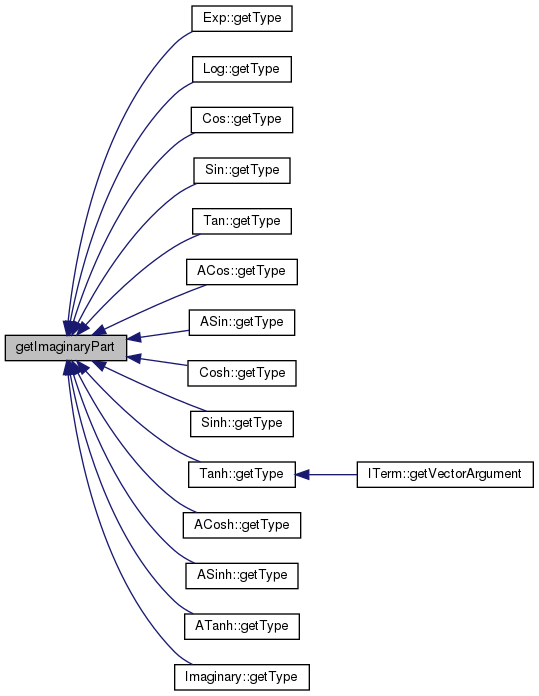 Exp::getType
Log::getType
Cos::getType
Sin::getType
Tan::getType
ACos::getType
ASin::getType
getImaginaryPart
Cosh::getType
Sinh::getType
Tanh::getType
ITerm::getVectorArgument
ACosh::getType
ASinh::getType
ATanh::getType
Imaginary::getType